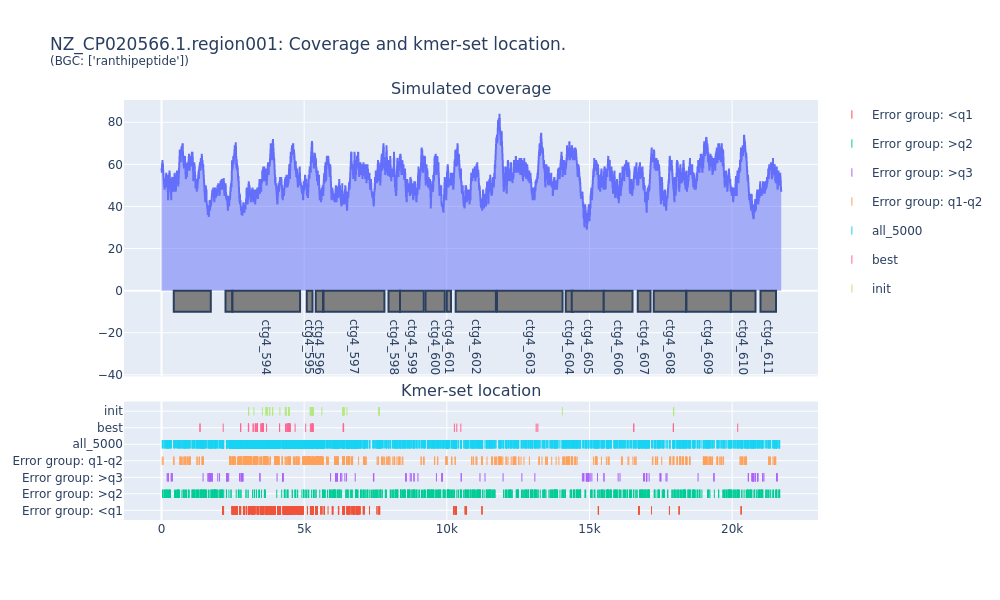 NZ_CP020566.1.region001: Coverage and kmer-set location.
(BGC: ['ranthipeptide'])
Simulated coverage
80
60
40
20
0
−20
−40
ctg4_594
ctg4_595
ctg4_596
ctg4_597
ctg4_598
ctg4_599
ctg4_600
ctg4_601
ctg4_602
ctg4_603
ctg4_604
ctg4_605
ctg4_606
ctg4_607
ctg4_608
ctg4_609
ctg4_610
ctg4_611
Kmer-set location
init
best
all_5000
Error group: q1-q2
Error group: >q3
Error group: >q2
Error group: <q1
0 5k 10k 15k 20k
Error group: <q1
Error group: >q2
Error group: >q3
Error group: q1-q2
all_5000
best
init